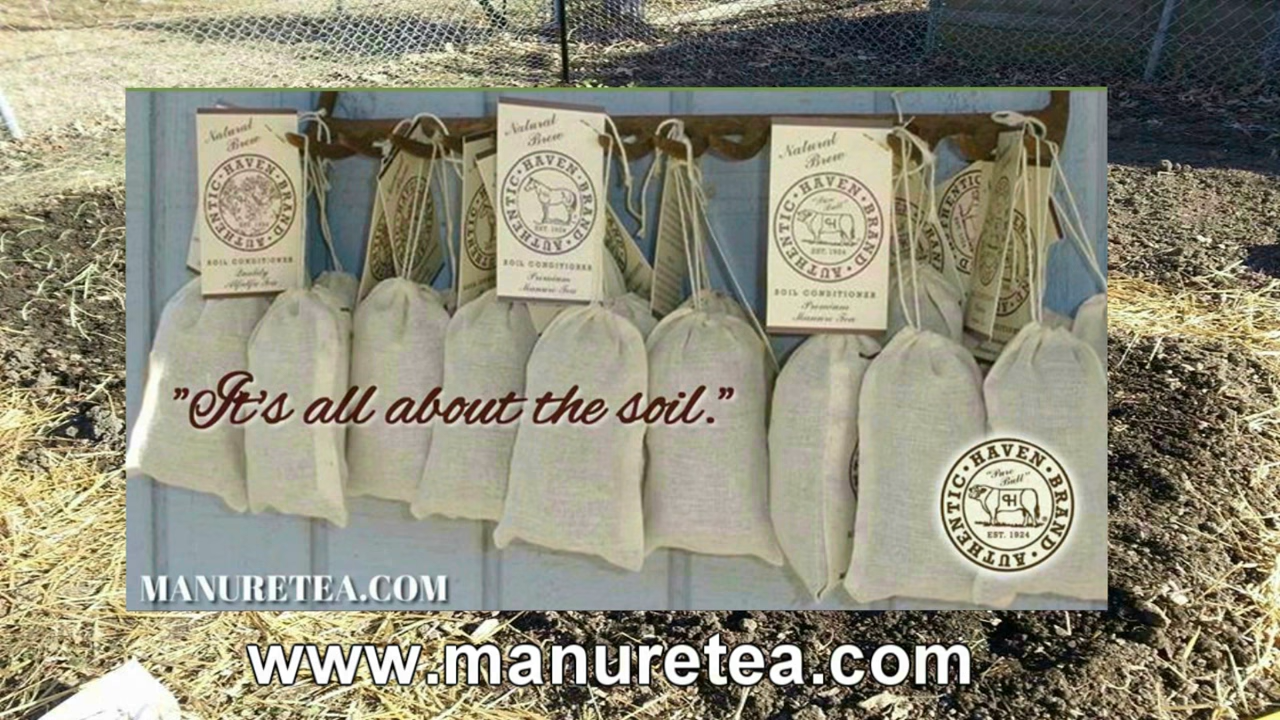 Natural
Brew
AUTHENTIC · HAVEN · BRAND
SOIL CONDITIONER
Quality
Alfalfa Tea
Natural
Brew
AUTHENTIC · HAVEN · BRAND
EST. 1924
SOIL CONDITIONER
Premium
Manure Tea
Natural
Brew
AUTHENTIC · HAVEN · BRAND
"Pure
Bull"
EST. 1924
SOIL CONDITIONER
Premium
Manure Tea
"It's all about the soil."
AUTHENTIC · HAVEN · BRAND
"Pure
Bull"
EST. 1924
MANURETEA.COM
www.manuretea.com